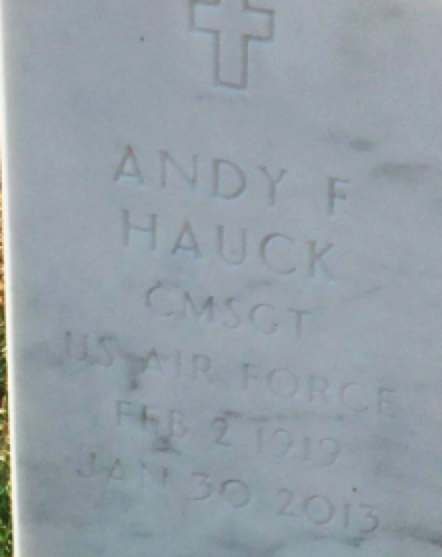 ANDY F
HAUCK
CMSGT
US AIR FORCE
FEB 2 1919
JAN 30 2013